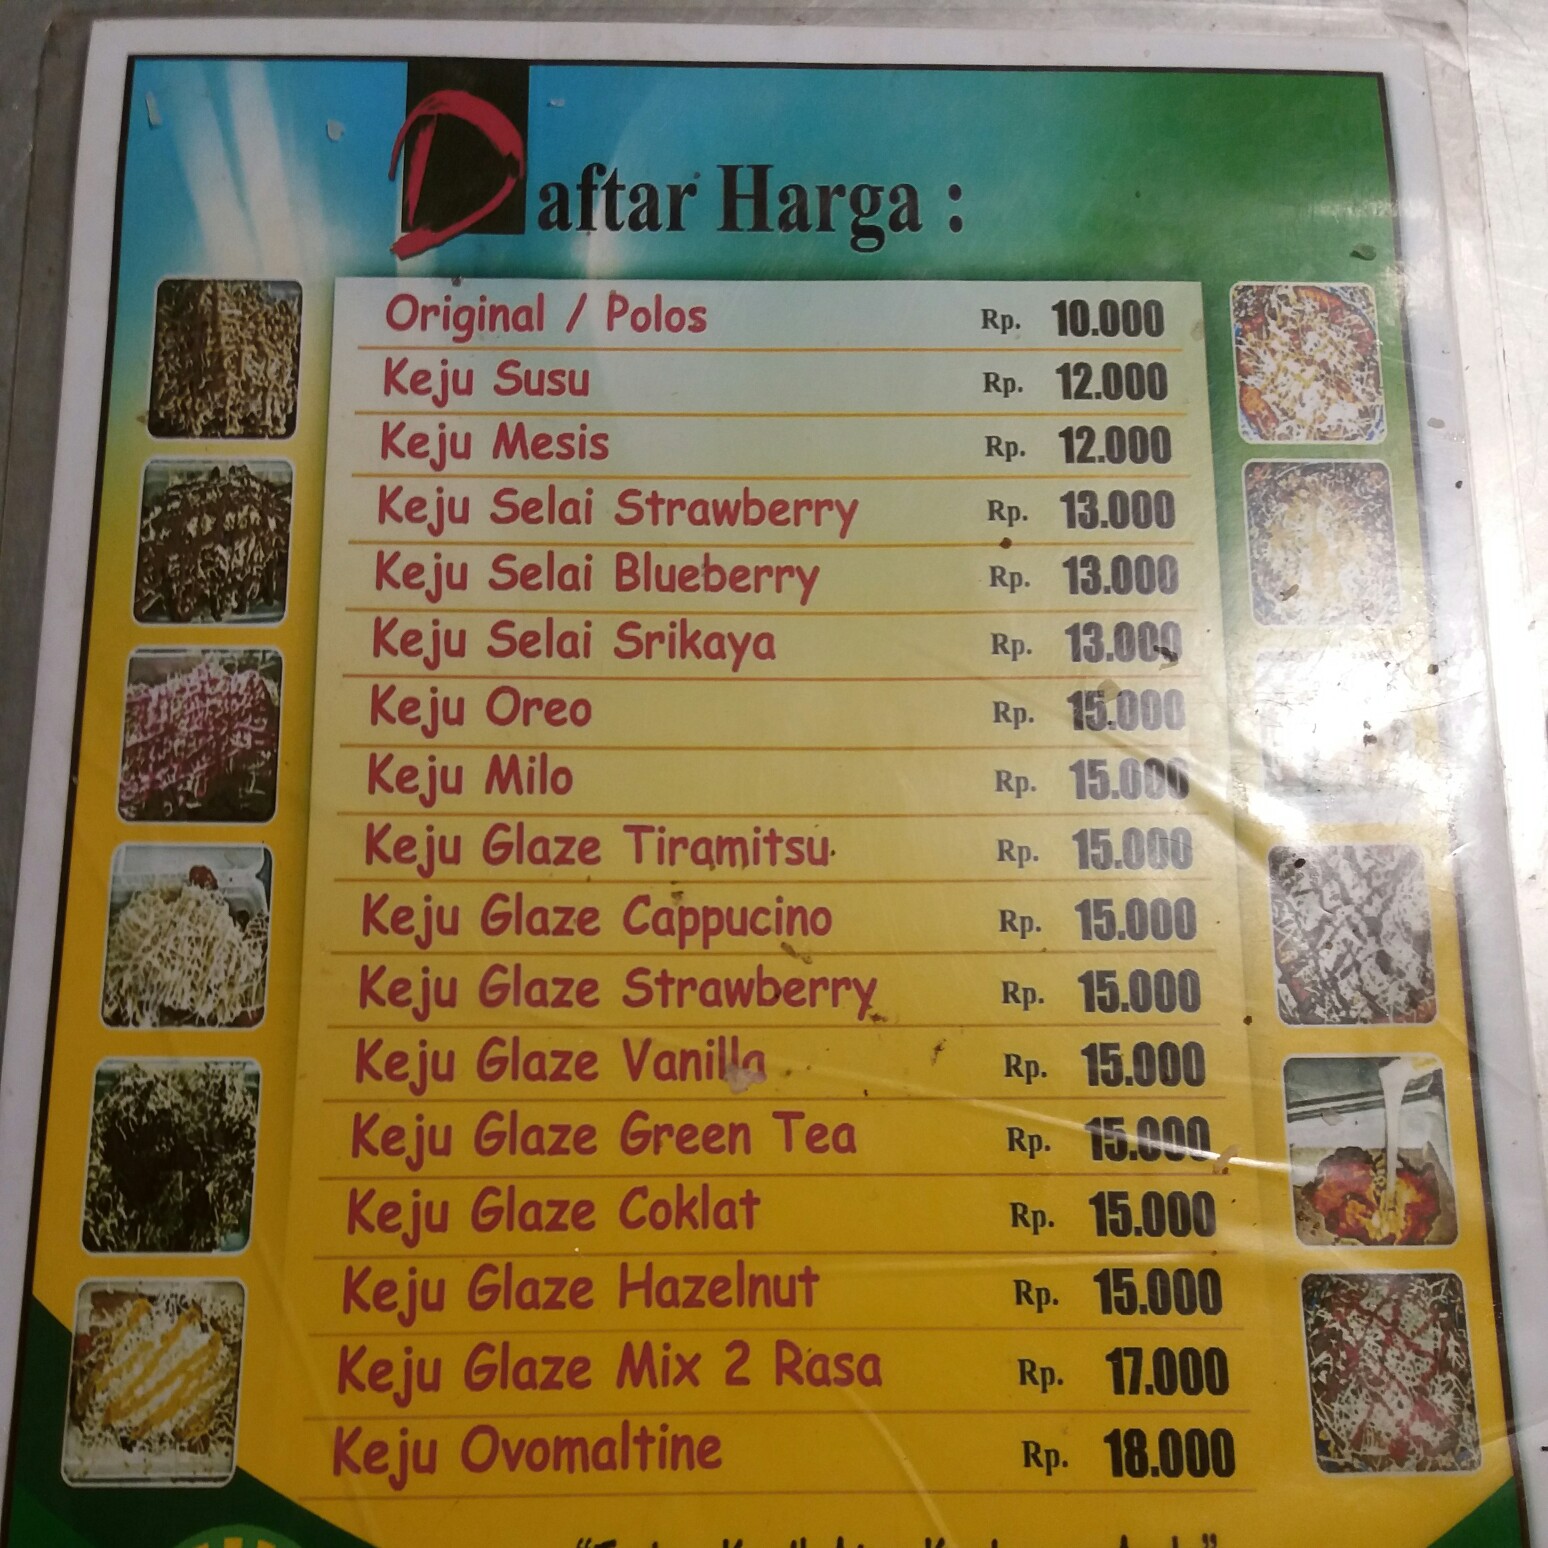 Daftar Harga :
Original / Polos Rp. 10.000
Keju Susu Rp. 12.000
Keju Mesis Rp. 12.000
Keju Selai Strawberry Rp. 13.000
Keju Selai Blueberry Rp. 13.000
Keju Selai Srikaya Rp. 13.000
Keju Oreo Rp. 15.000
Keju Milo Rp. 15.000
Keju Glaze Tiramitsu Rp. 15.000
Keju Glaze Cappucino Rp. 15.000
Keju Glaze Strawberry Rp. 15.000
Keju Glaze Vanilla Rp. 15.000
Keju Glaze Green Tea Rp. 15.000
Keju Glaze Coklat Rp. 15.000
Keju Glaze Hazelnut Rp. 15.000
Keju Glaze Mix 2 Rasa Rp. 17.000
Keju Ovomaltine Rp. 18.000